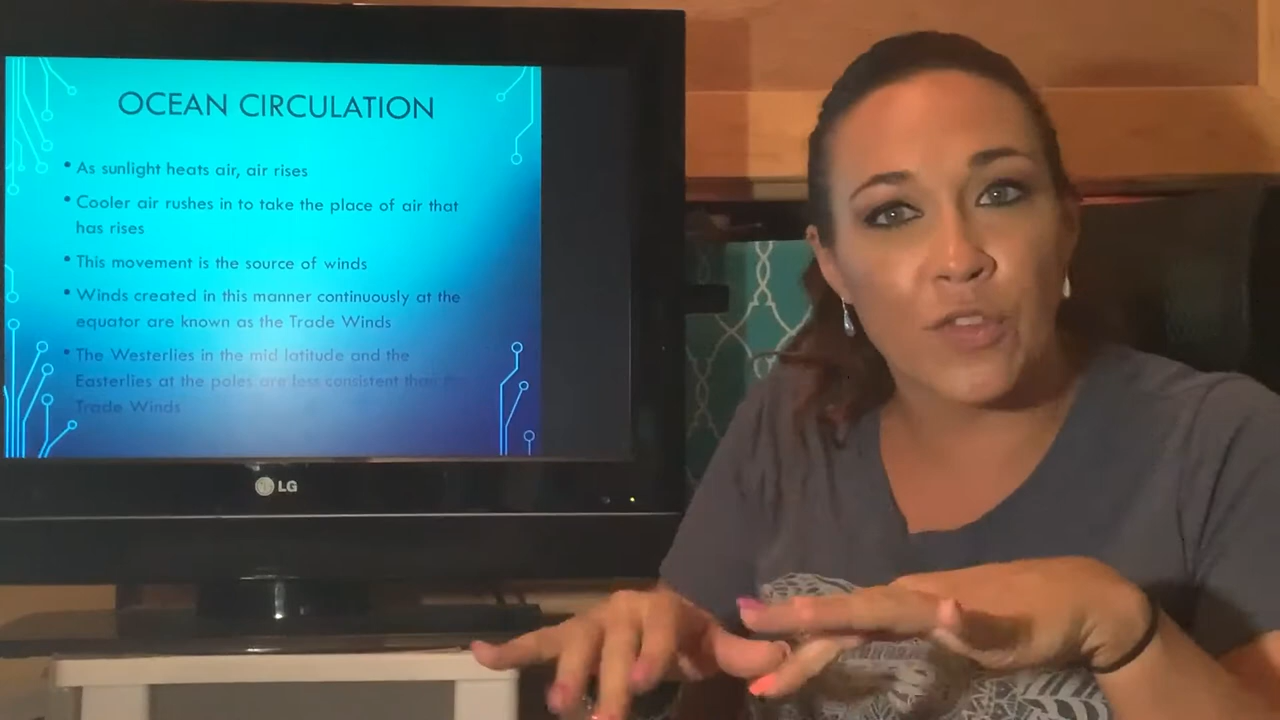 OCEAN CIRCULATION
• As sunlight heats air, air rises
• Cooler air rushes in to take the place of air that
has rises
• This movement is the source of winds
• Winds created in this manner continuously at the
equator are known as the Trade Winds
• The Westerlies in the mid latitude and the
Easterlies at the poles are less consistent than
Trade Winds
LG